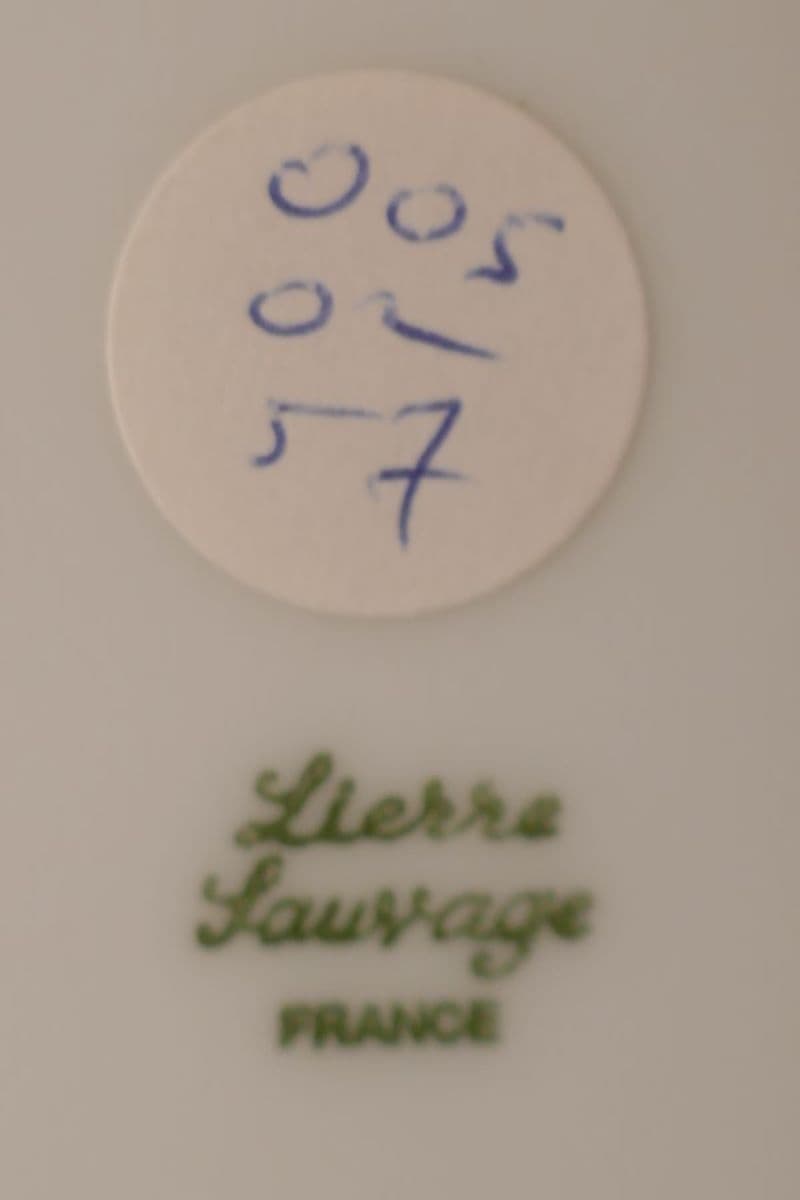 005
02
57
Lierre
Sauvage
FRANCE